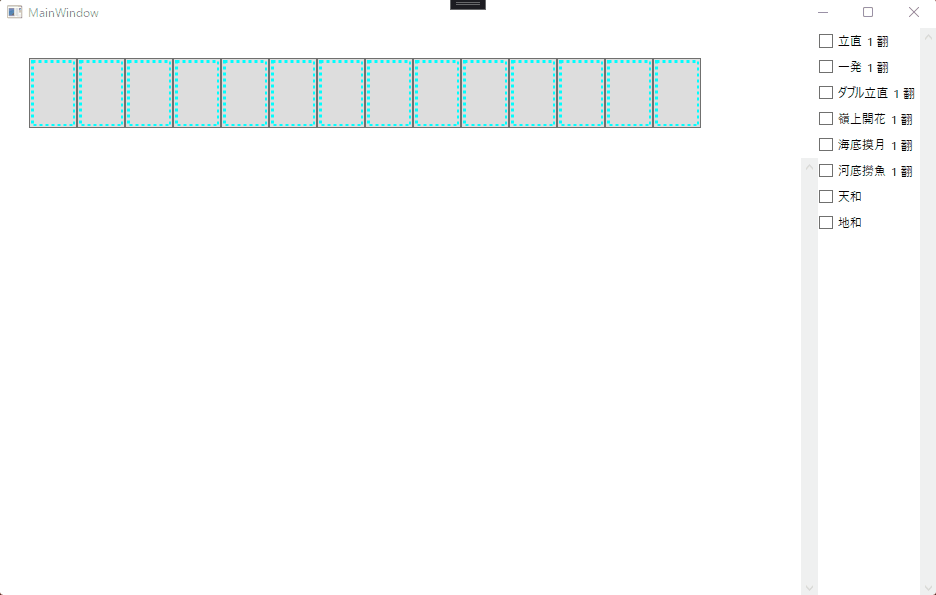 MainWindow
立直 1 翻
一発 1 翻
ダブル立直 1 翻
嶺上開花 1 翻
海底摸月 1 翻
河底撈魚 1 翻
天和
地和